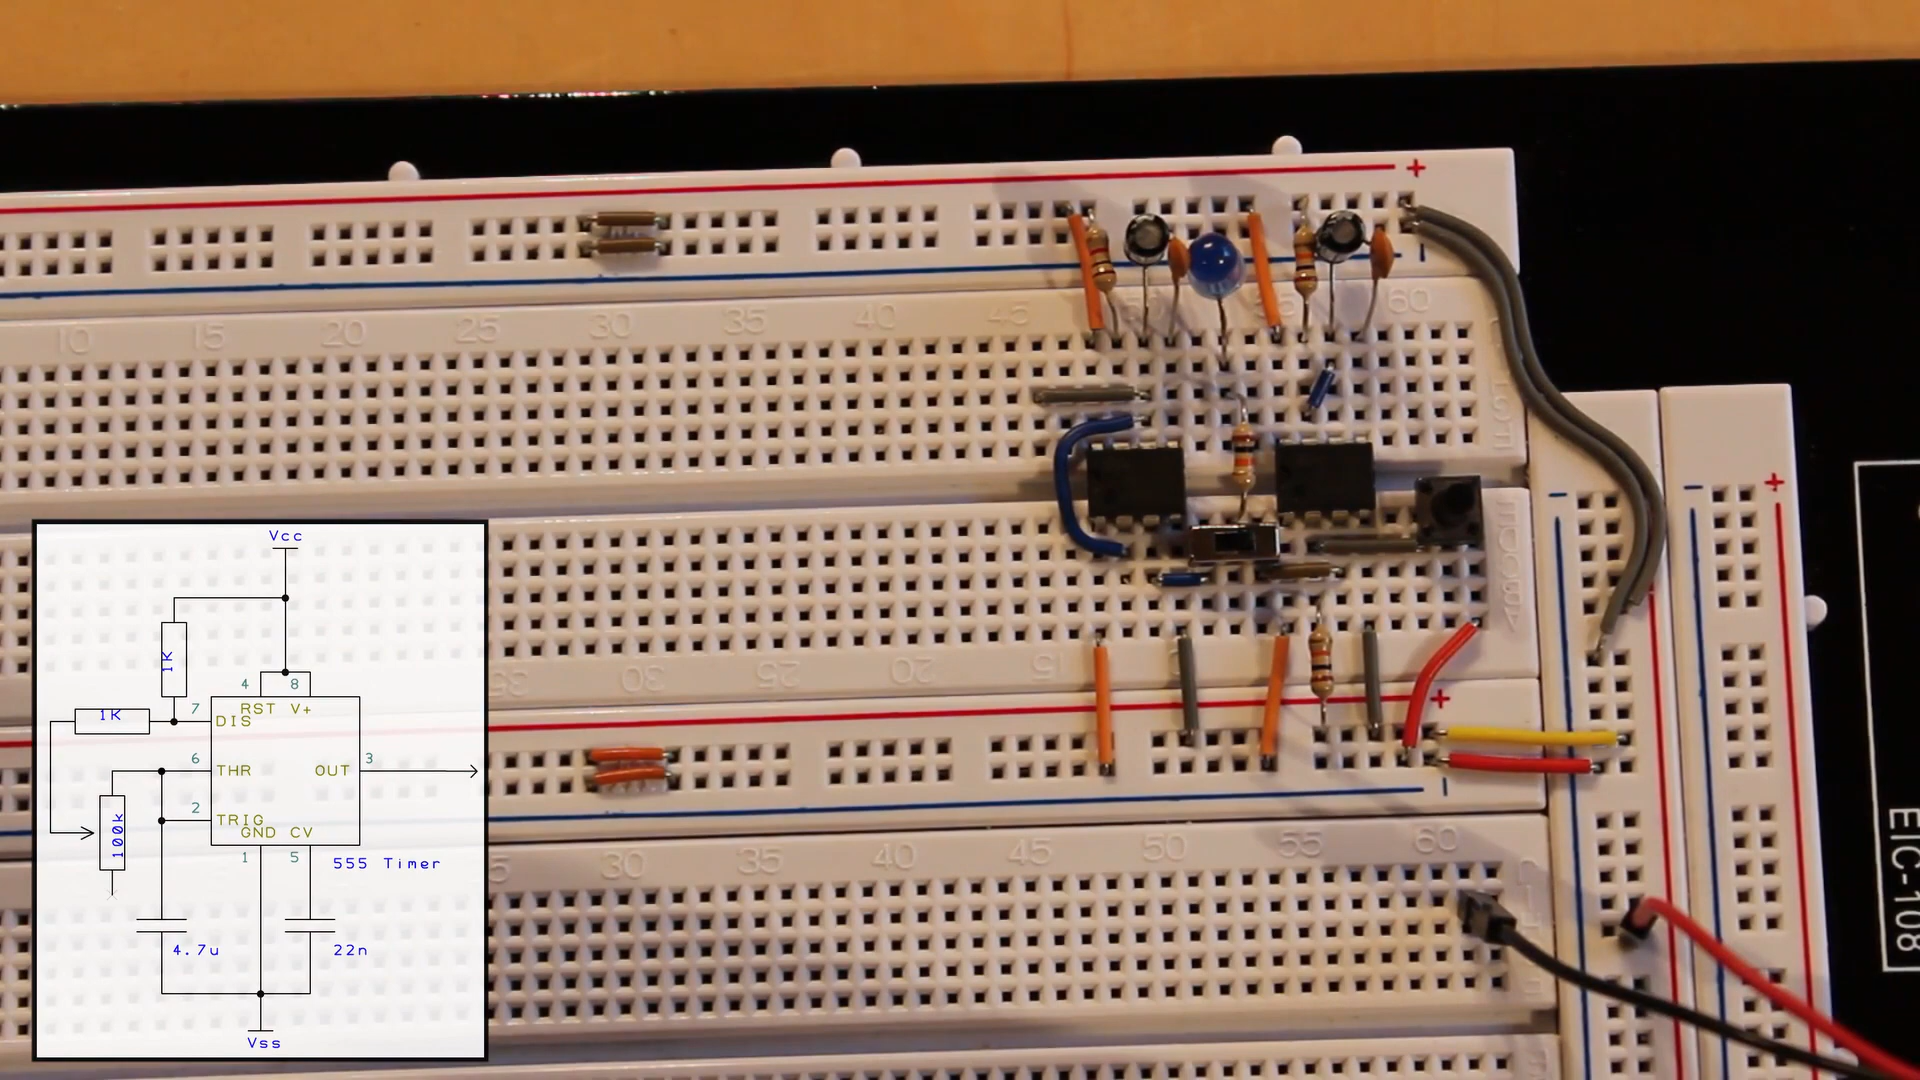 +
10 15 20 25 30 35 40 45 60
30 25 20 15
+
+
30 35 40 45 50 55 60
EIC-108
Vcc
1K
4 8
7 RST V+
1K DIS
6 THR OUT 3
100k
2 TRIG
GND CV
1 5 555 Timer
4.7u 22n
Vss